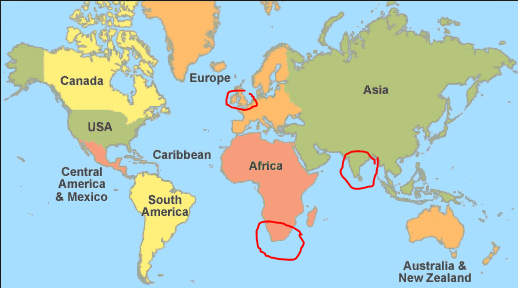 Canada
Europe
Asia
USA
Caribbean
Africa
Central
America
& Mexico
South
America
Australia &
New Zealand